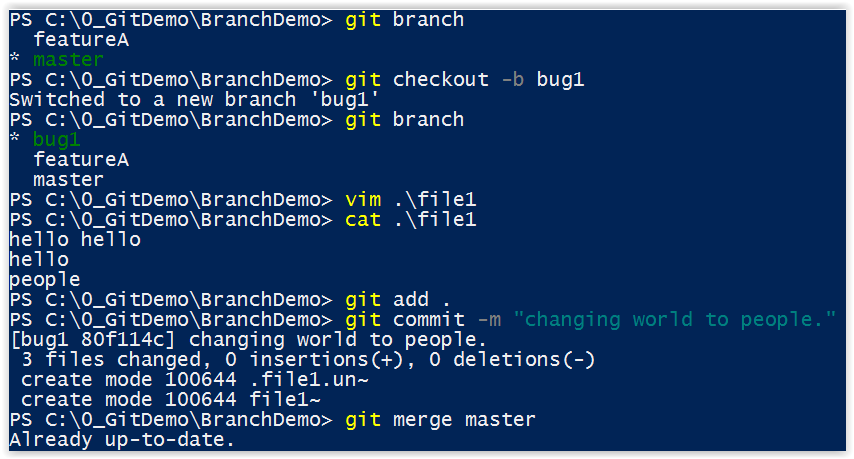 PS C:\0_GitDemo\BranchDemo> git branch
  featureA
* master
PS C:\0_GitDemo\BranchDemo> git checkout -b bug1
Switched to a new branch 'bug1'
PS C:\0_GitDemo\BranchDemo> git branch
* bug1
  featureA
  master
PS C:\0_GitDemo\BranchDemo> vim .\file1
PS C:\0_GitDemo\BranchDemo> cat .\file1
hello hello
hello
people
PS C:\0_GitDemo\BranchDemo> git add .
PS C:\0_GitDemo\BranchDemo> git commit -m "changing world to people."
[bug1 80f114c] changing world to people.
 3 files changed, 0 insertions(+), 0 deletions(-)
 create mode 100644 .file1.un~
 create mode 100644 file1~
PS C:\0_GitDemo\BranchDemo> git merge master
Already up-to-date.